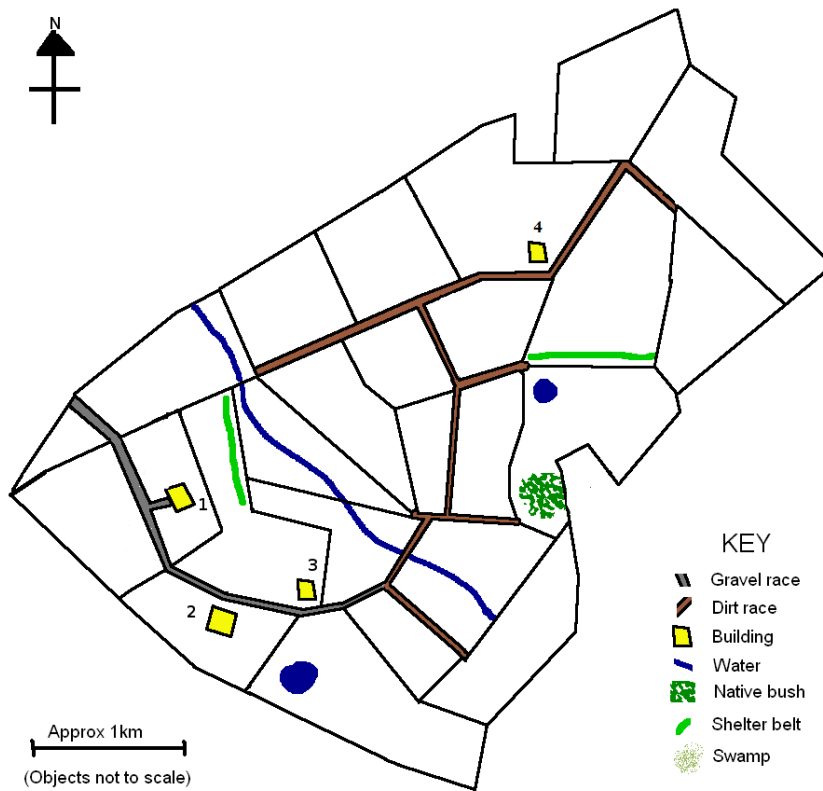 N
4
1
3
2
KEY
Gravel race
Dirt race
Building
Water
Native bush
Shelter belt
Swamp
Approx 1km
(Objects not to scale)